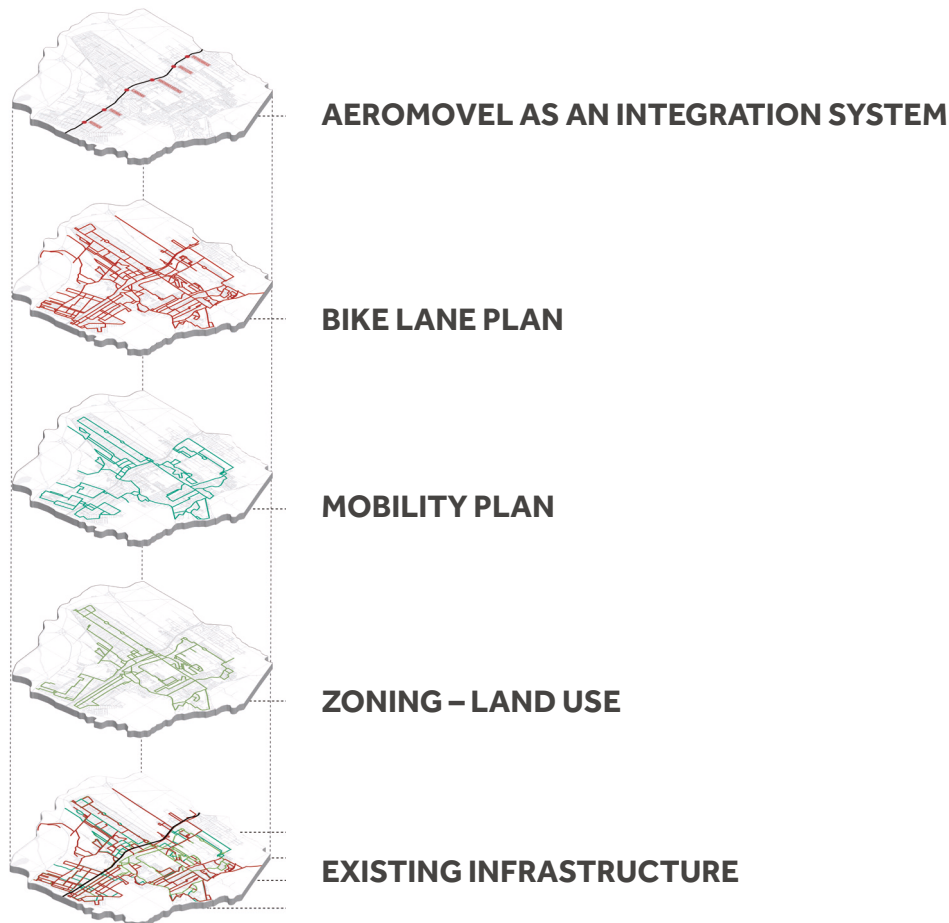 AEROMOVEL AS AN INTEGRATION SYSTEM
BIKE LANE PLAN
MOBILITY PLAN
ZONING – LAND USE
EXISTING INFRASTRUCTURE